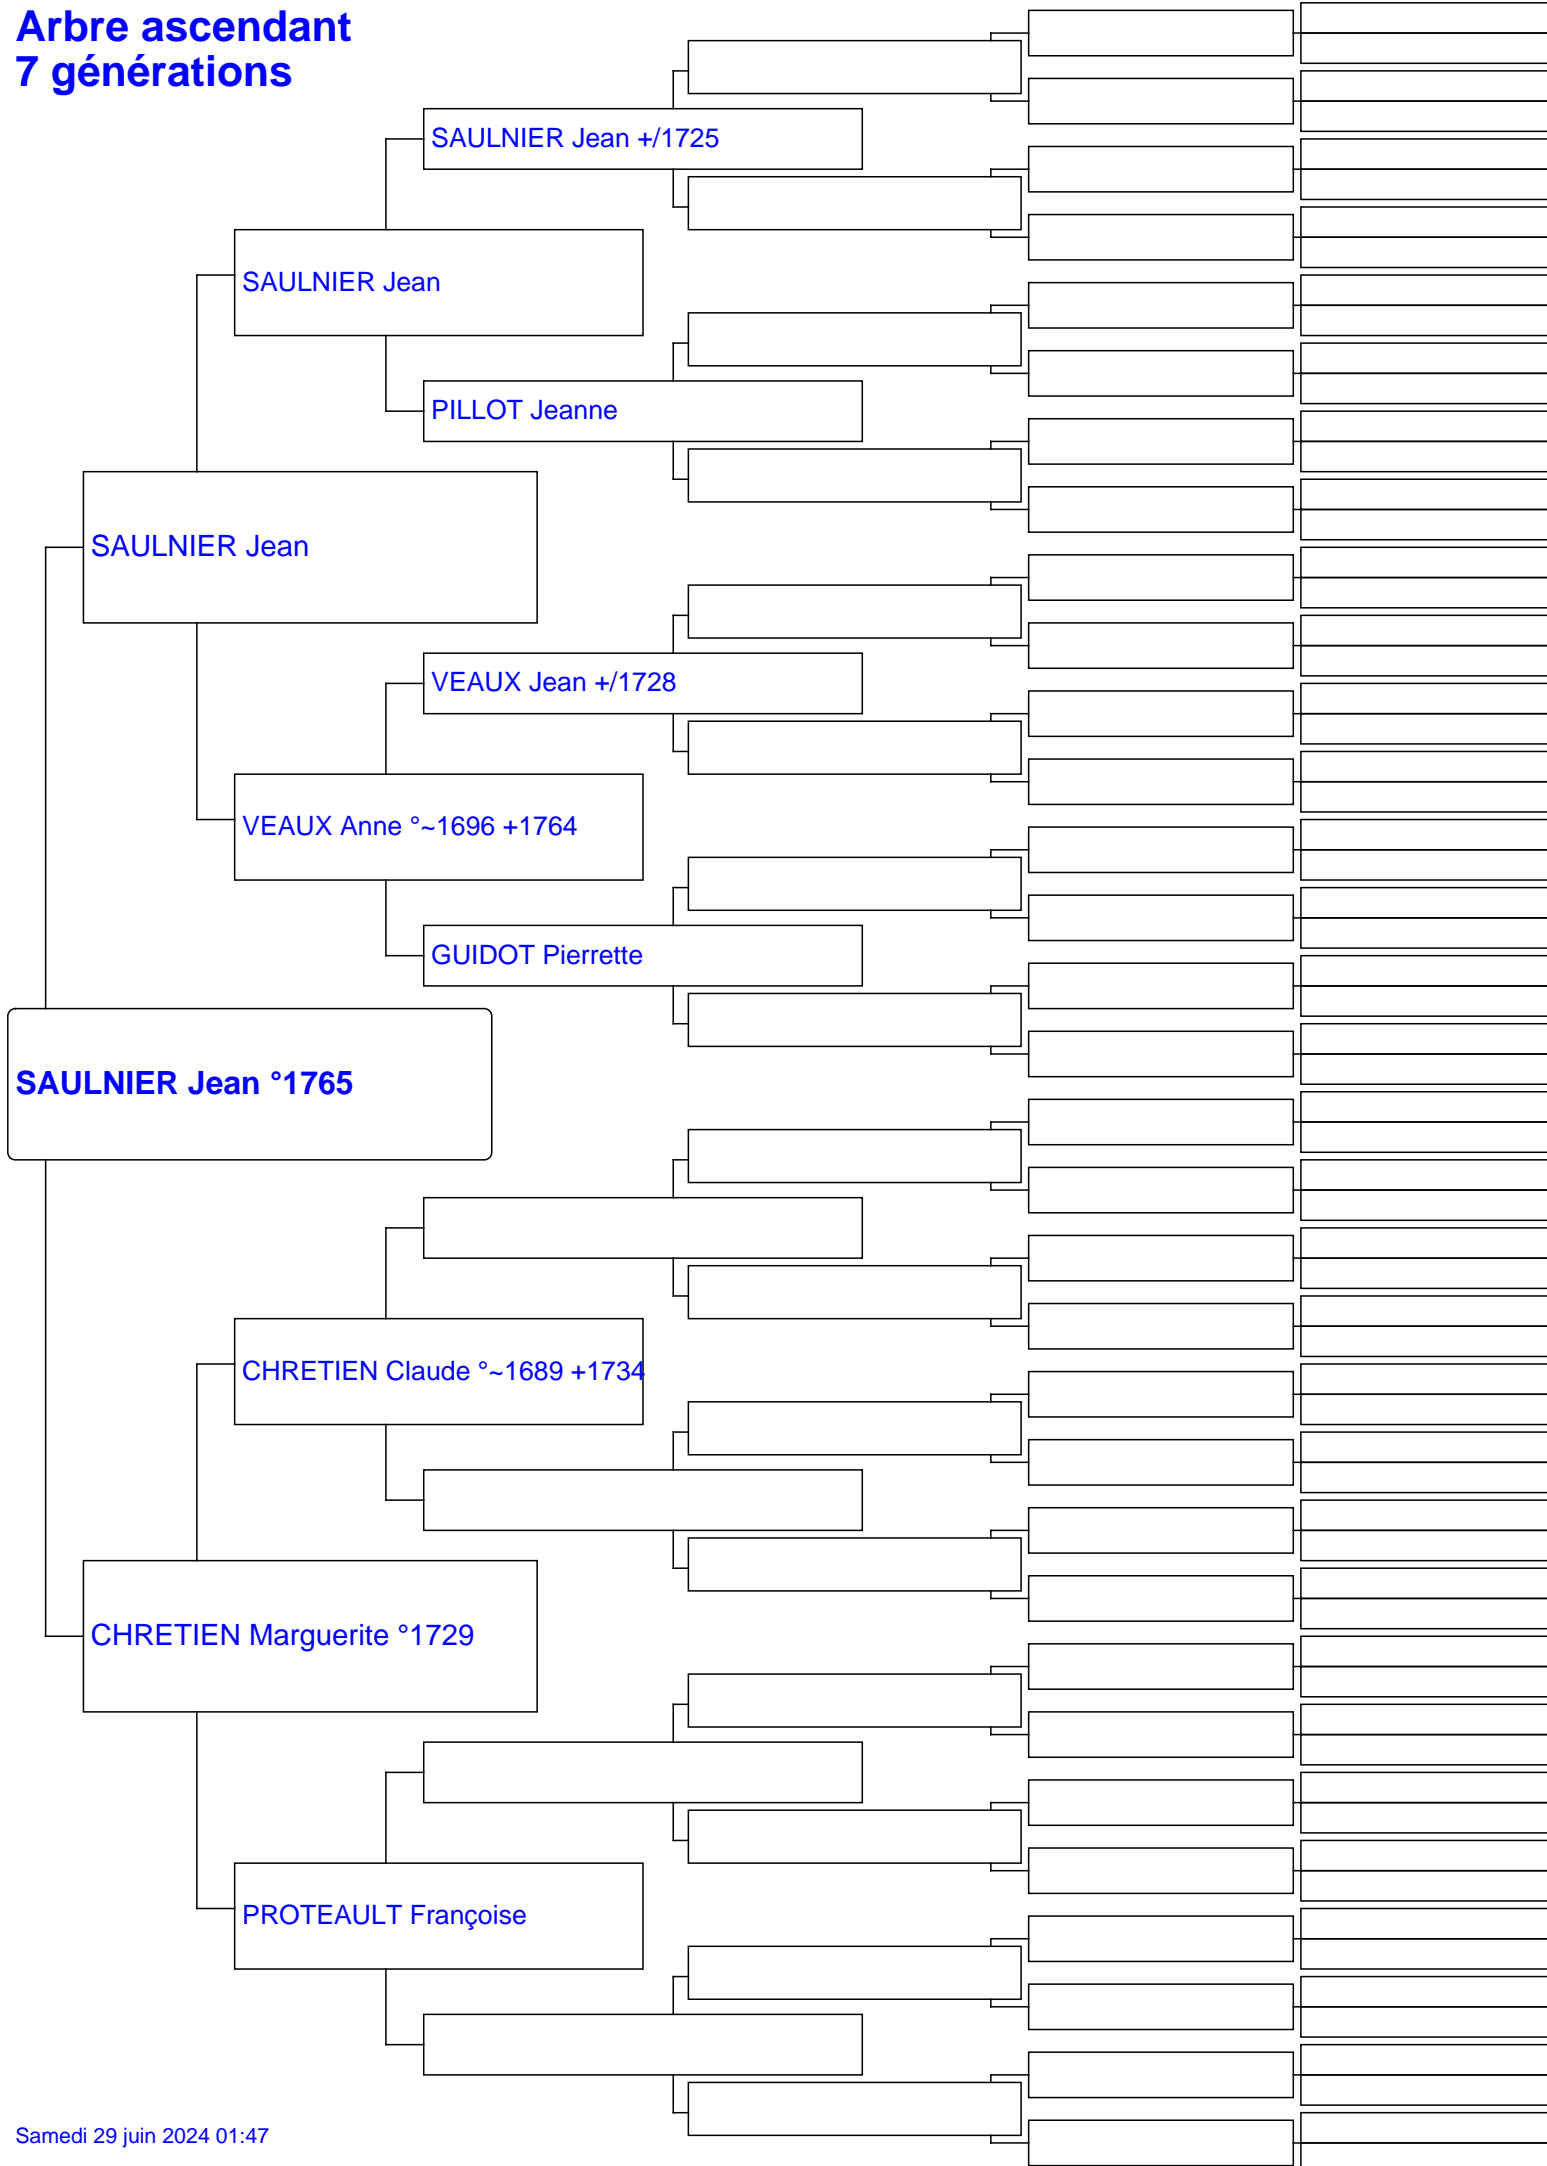 Arbre ascendant
7 générations
SAULNIER Jean +/1725
SAULNIER Jean
PILLOT Jeanne
SAULNIER Jean
VEAUX Jean +/1728
VEAUX Anne °~1696 +1764
GUIDOT Pierrette
SAULNIER Jean °1765
CHRETIEN Claude °~1689 +1734
CHRETIEN Marguerite °1729
PROTEAULT Françoise
Samedi 29 juin 2024 01:47